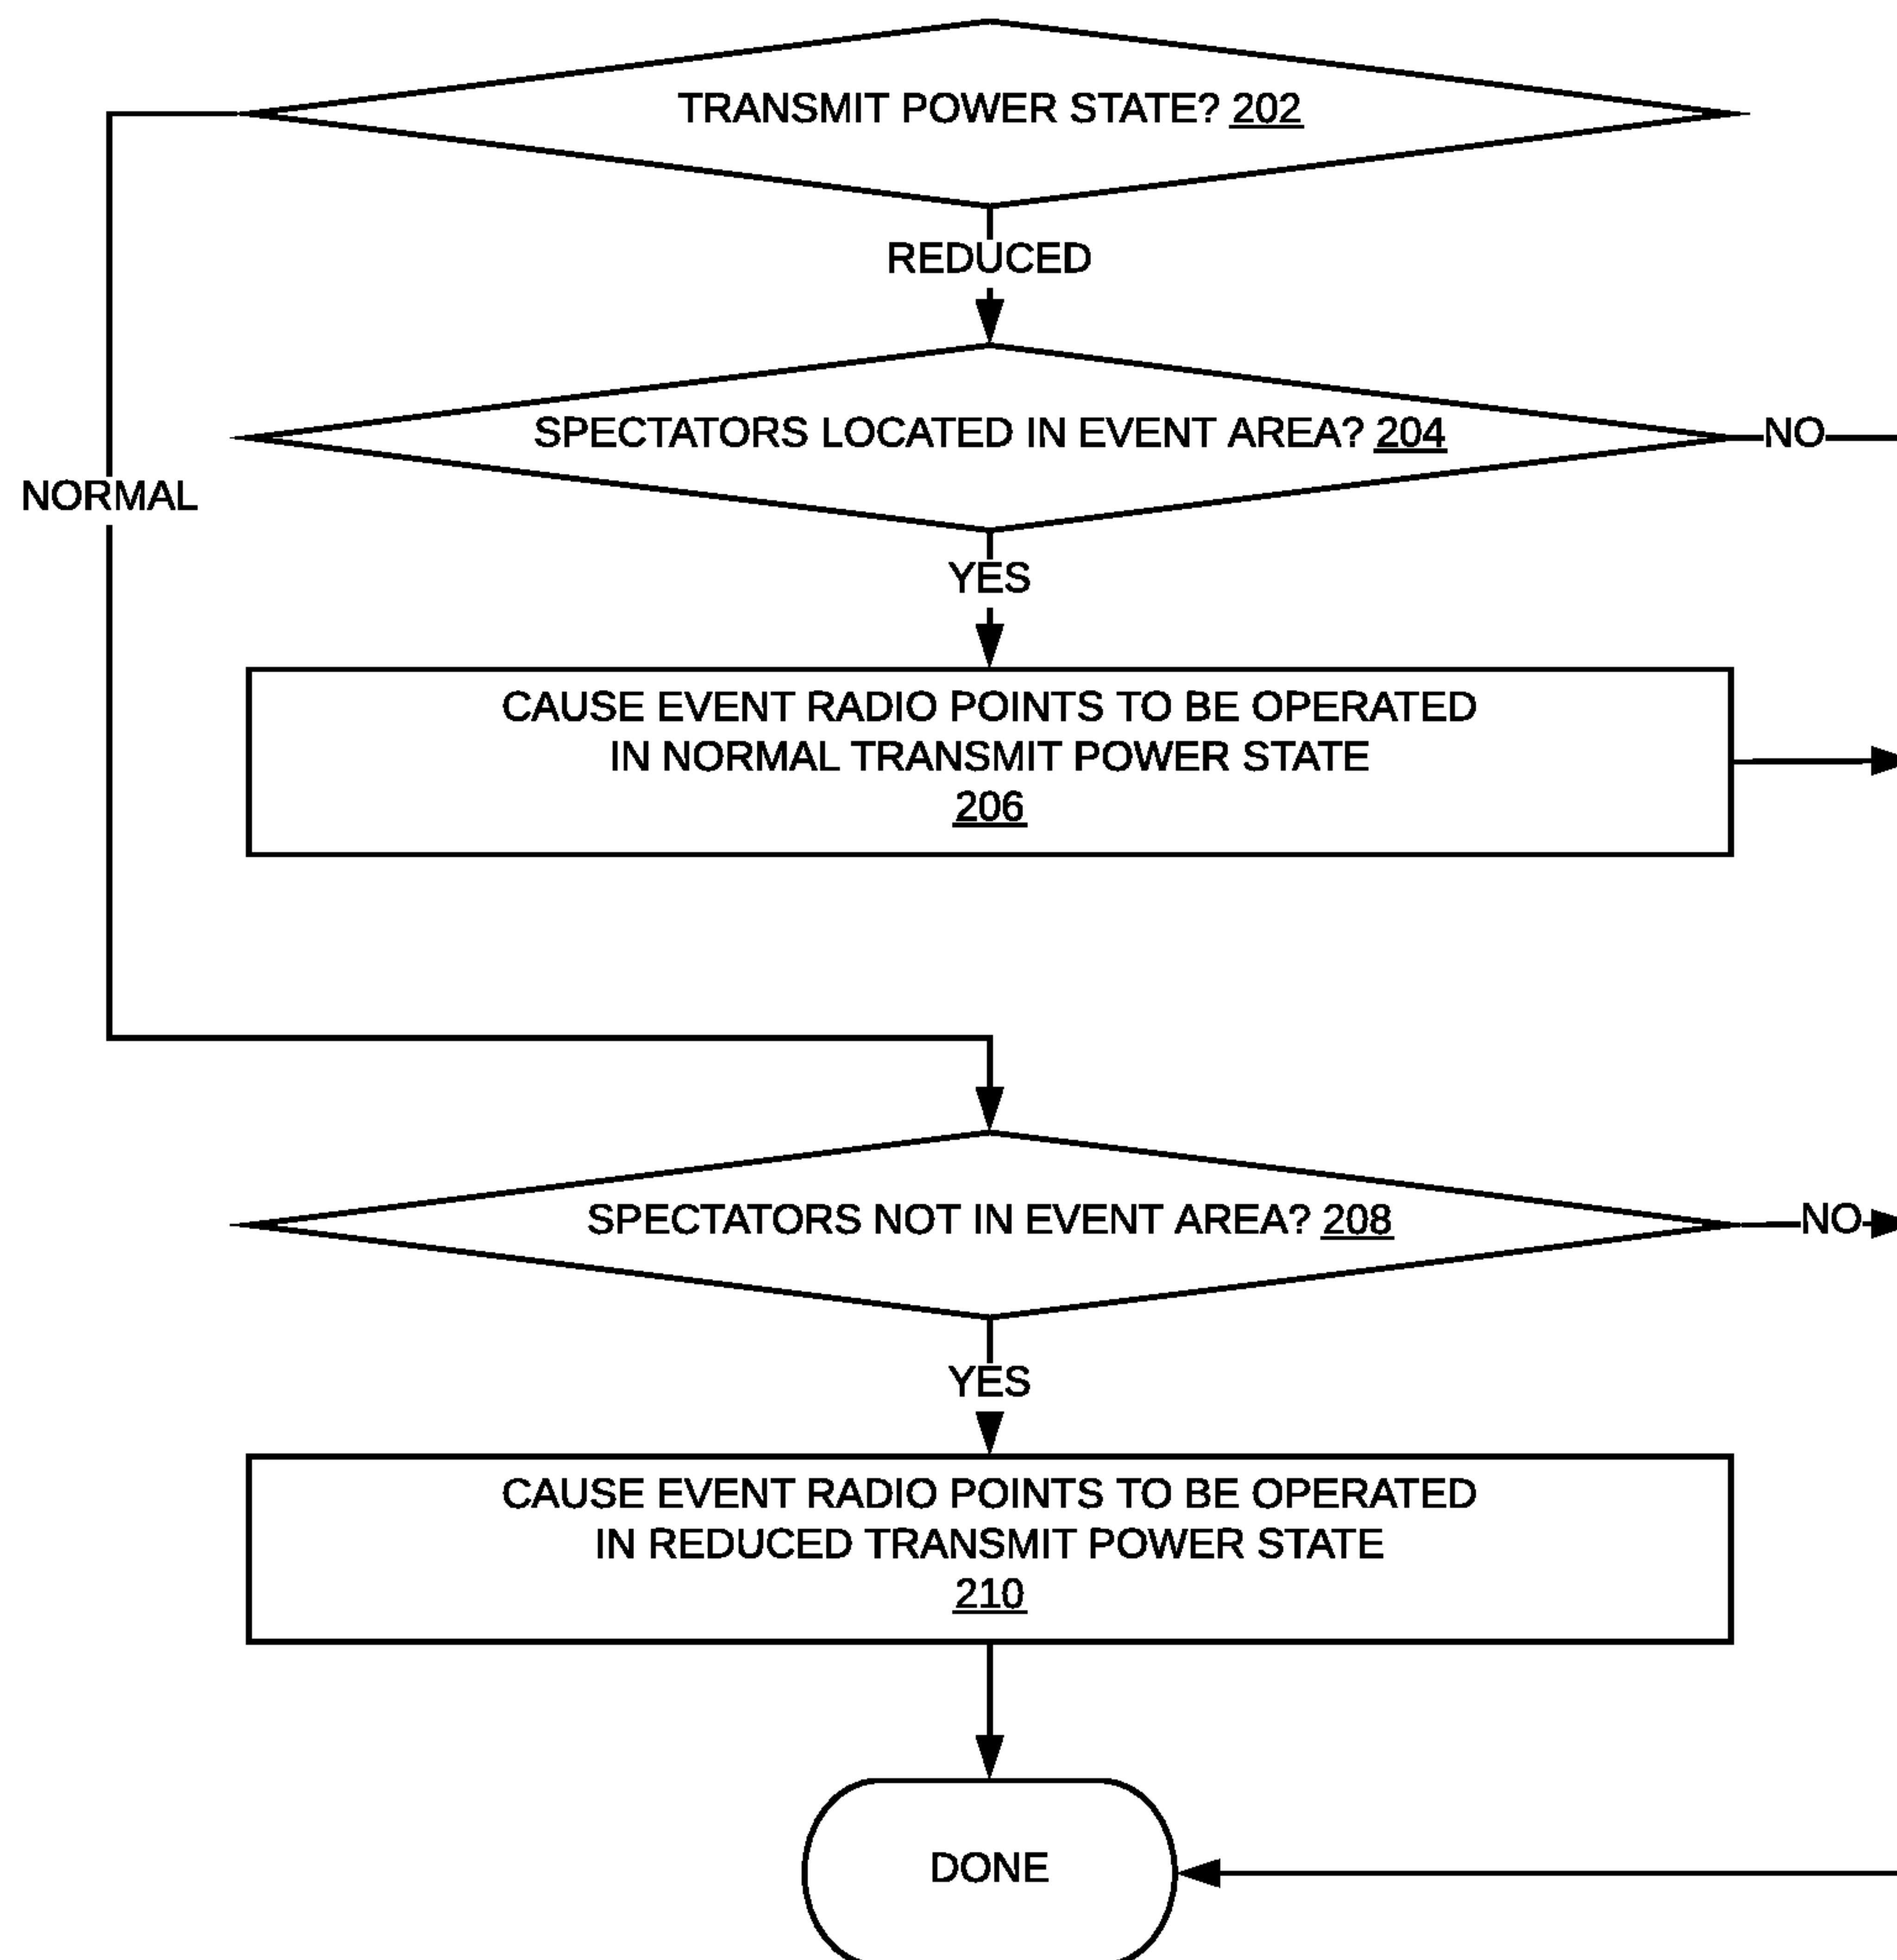 TRANSMIT POWER STATE? 202
REDUCED
SPECTATORS LOCATED IN EVENT AREA? 204
NO
NORMAL
YES
CAUSE EVENT RADIO POINTS TO BE OPERATED
IN NORMAL TRANSMIT POWER STATE
206
SPECTATORS NOT IN EVENT AREA? 208
NO
YES
CAUSE EVENT RADIO POINTS TO BE OPERATED
IN REDUCED TRANSMIT POWER STATE
210
DONE